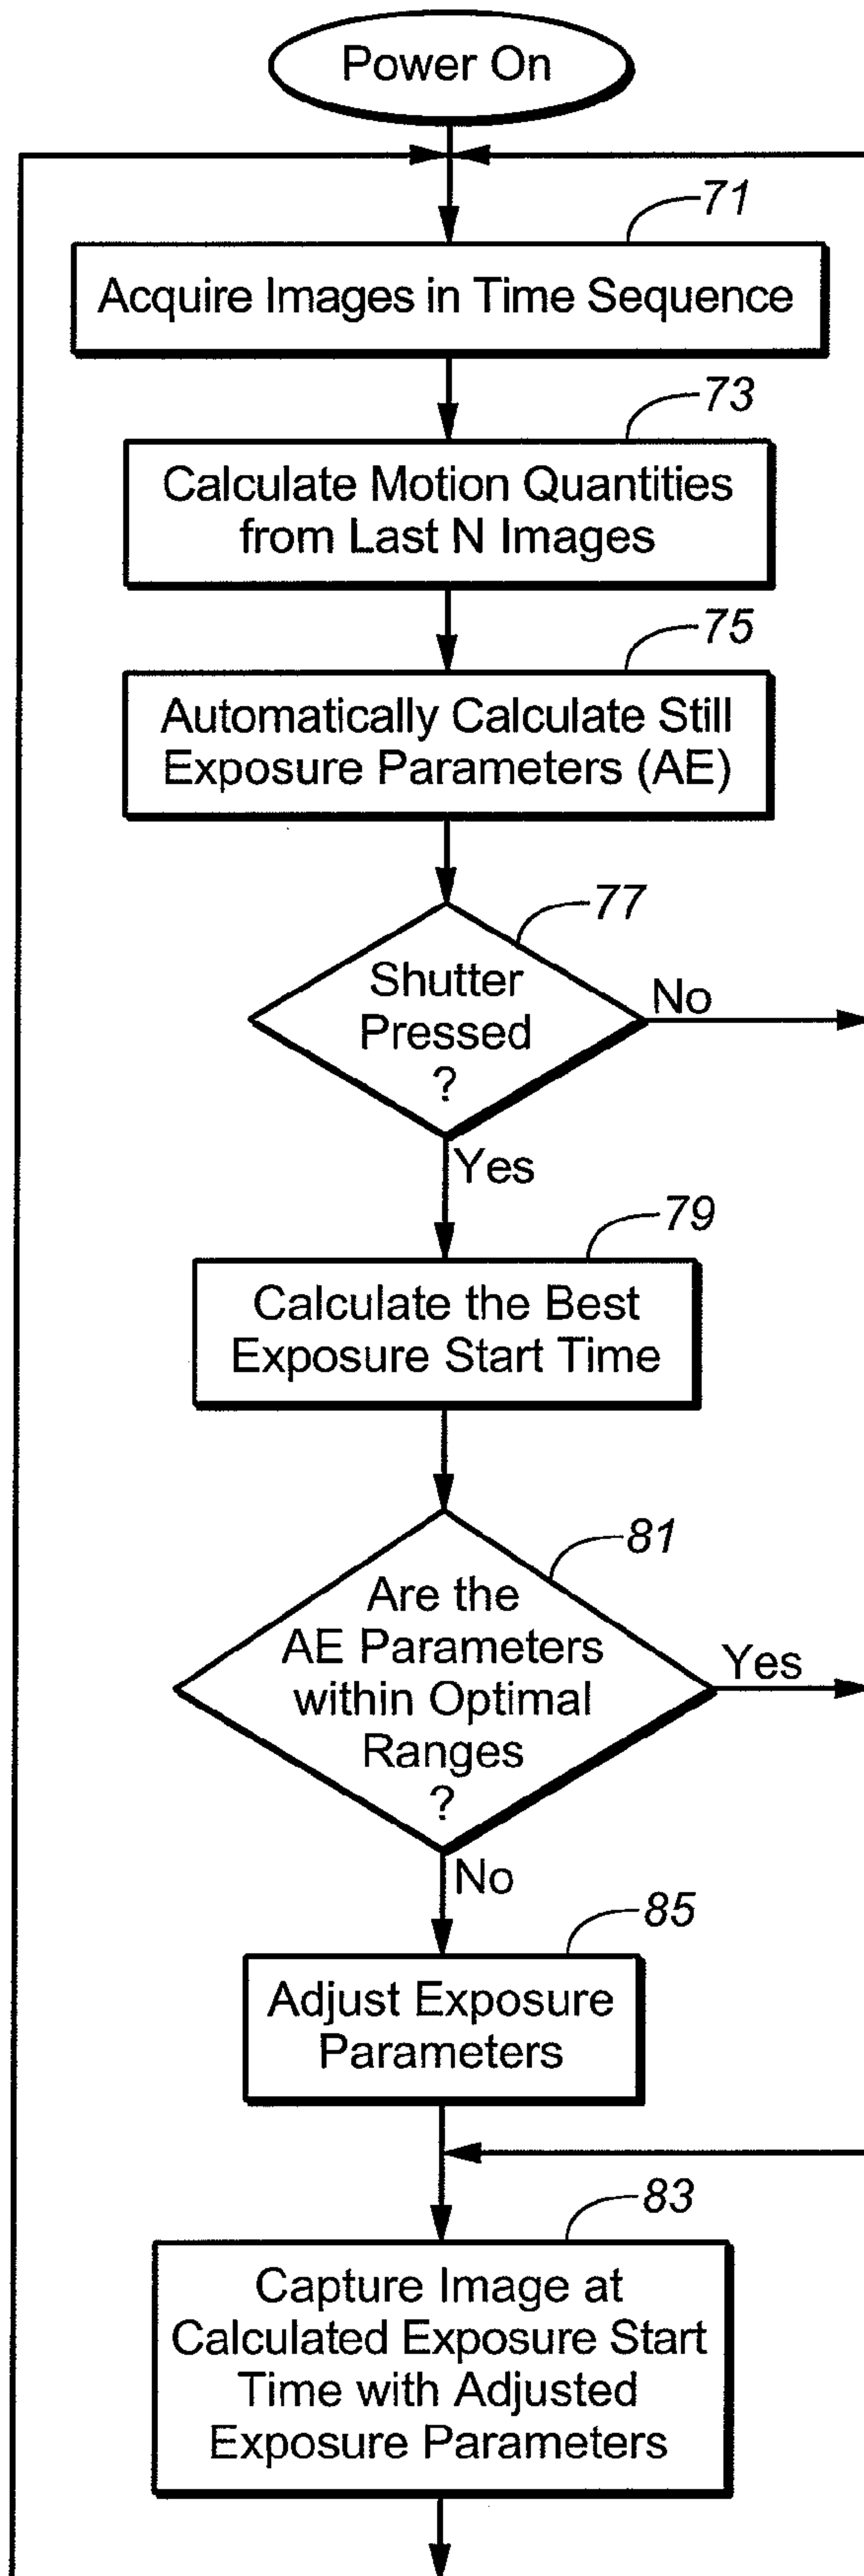 Power On
71
Acquire Images in Time Sequence
73
Calculate Motion Quantities
from Last N Images
75
Automatically Calculate Still
Exposure Parameters (AE)
77
Shutter
Pressed
?
No
Yes
79
Calculate the Best
Exposure Start Time
81
Are the
AE Parameters
within Optimal
Ranges
?
Yes
No
85
Adjust Exposure
Parameters
83
Capture Image at
Calculated Exposure Start
Time with Adjusted
Exposure Parameters